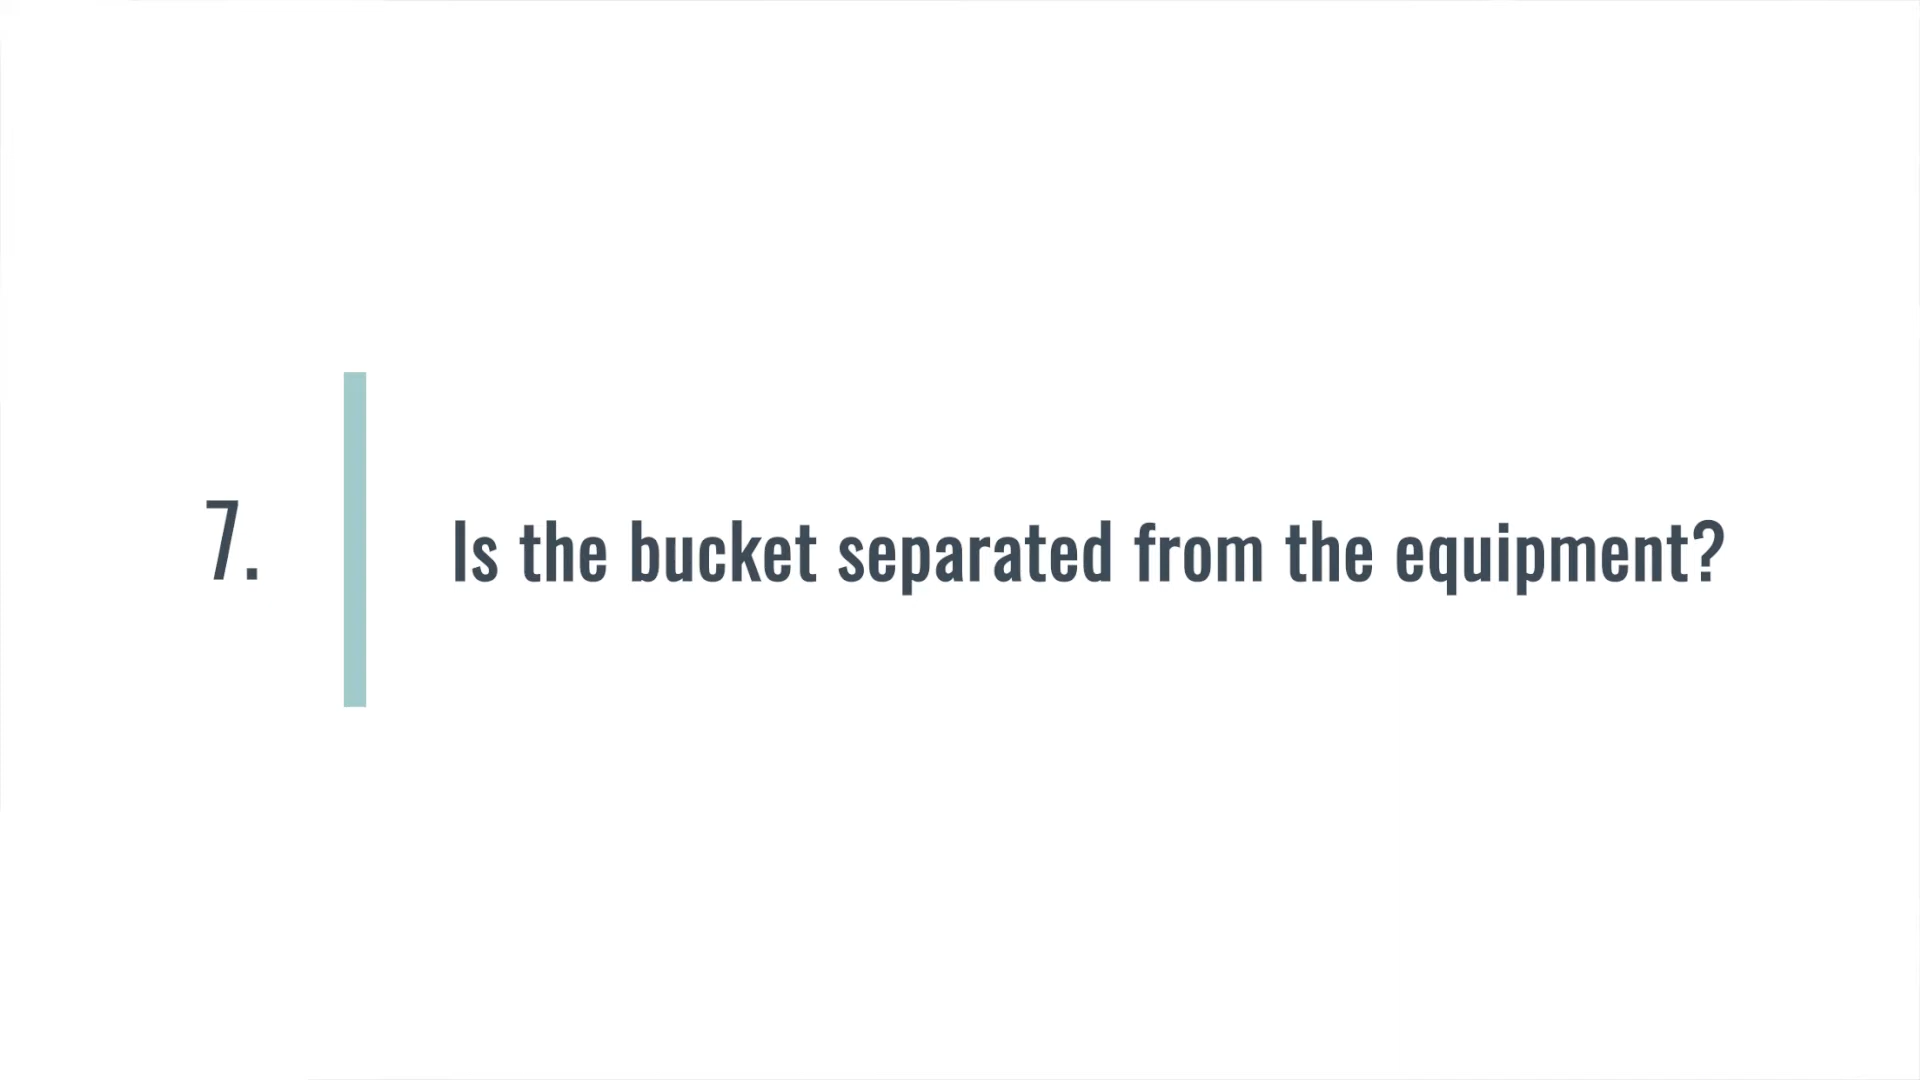 7. Is the bucket separated from the equipment?